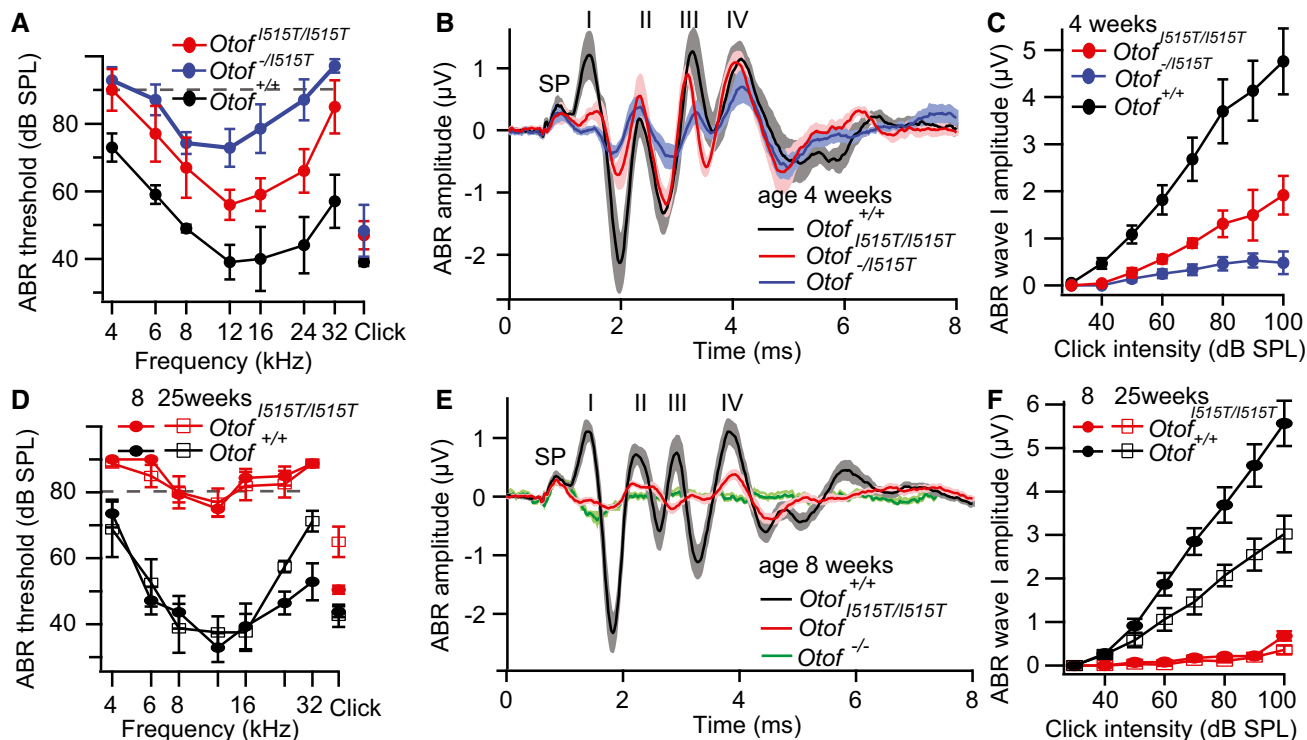 A
Otof I515T/I515T
Otof -/I515T
Otof +/+
ABR threshold (dB SPL)
80
60
40
4 6 8 12 16 24 32 Click
Frequency (kHz)
B
I II III IV
SP
ABR amplitude (µV)
1
0
-1
-2
age 4 weeks
Otof +/+
Otof I515T/I515T
Otof -/I515T
0 2 4 6 8
Time (ms)
C
4 weeks
Otof I515T/I515T
Otof -/I515T
Otof +/+
ABR wave I amplitude (µV)
5
4
3
2
1
0
40 60 80 100
Click intensity (dB SPL)
D
8 25weeks
Otof I515T/I515T
Otof +/+
ABR threshold (dB SPL)
80
60
40
4 6 8 16 32 Click
Frequency (kHz)
E
I II III IV
SP
ABR amplitude (µV)
1
0
-1
-2
age 8 weeks
Otof +/+
Otof I515T/I515T
Otof -/-
0 2 4 6 8
Time (ms)
F
8 25weeks
Otof I515T/I515T
Otof +/+
ABR wave I amplitude (µV)
6
5
4
3
2
1
0
40 60 80 100
Click intensity (dB SPL)